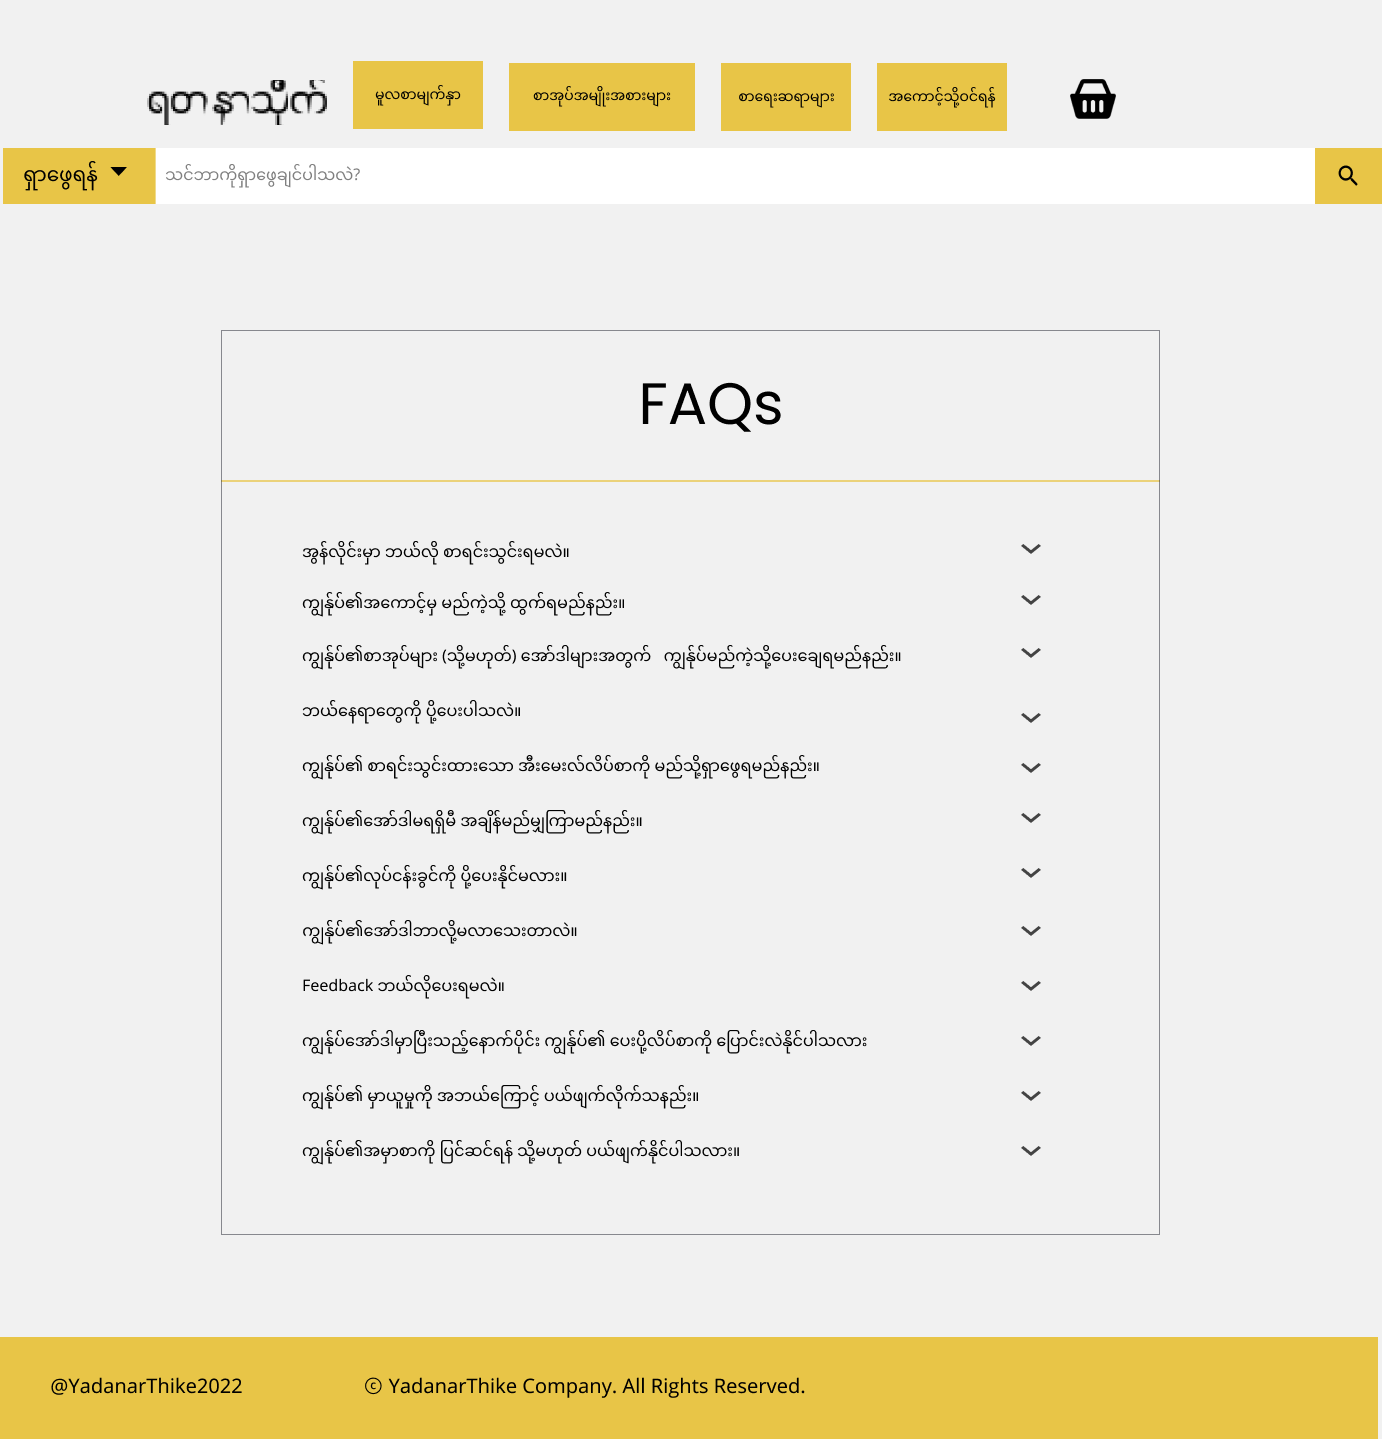 ရတနာသိုက်
မူလစာမျက်နှာ
စာအုပ်အမျိုးအစားများ
စာရေးဆရာများ
အကောင့်သို့ဝင်ရန်
ရှာဖွေရန်
သင်ဘာကိုရှာဖွေချင်ပါသလဲ?
FAQs
အွန်လိုင်းမှာ ဘယ်လို စာရင်းသွင်းရမလဲ။
ကျွန်ုပ်၏အကောင့်မှ မည်ကဲ့သို့ ထွက်ရမည်နည်း။
ကျွန်ုပ်၏စာအုပ်များ (သို့မဟုတ်) အော်ဒါများအတွက် ကျွန်ုပ်မည်ကဲ့သို့ပေးချေရမည်နည်း။
ဘယ်နေရာတွေကို ပို့ပေးပါသလဲ။
ကျွန်ုပ်၏ စာရင်းသွင်းထားသော အီးမေးလ်လိပ်စာကို မည်သို့ရှာဖွေရမည်နည်း။
ကျွန်ုပ်၏အော်ဒါမရရှိမီ အချိန်မည်မျှကြာမည်နည်း။
ကျွန်ုပ်၏လုပ်ငန်းခွင်ကို ပို့ပေးနိုင်မလား။
ကျွန်ုပ်၏အော်ဒါဘာလို့မလာသေးတာလဲ။
Feedback ဘယ်လိုပေးရမလဲ။
ကျွန်ုပ်အော်ဒါမှာပြီးသည့်နောက်ပိုင်း ကျွန်ုပ်၏ ပေးပို့လိပ်စာကို ပြောင်းလဲနိုင်ပါသလား
ကျွန်ုပ်၏ မှာယူမှုကို အဘယ်ကြောင့် ပယ်ဖျက်လိုက်သနည်း။
ကျွန်ုပ်၏အမှာစာကို ပြင်ဆင်ရန် သို့မဟုတ် ပယ်ဖျက်နိုင်ပါသလား။
@YadanarThike2022
© YadanarThike Company. All Rights Reserved.